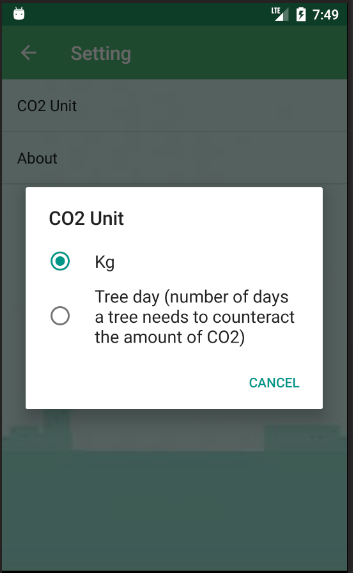 LTE 7:49
Setting
CO2 Unit
About
CO2 Unit
Kg
Tree day (number of days
a tree needs to counteract
the amount of CO2)
CANCEL